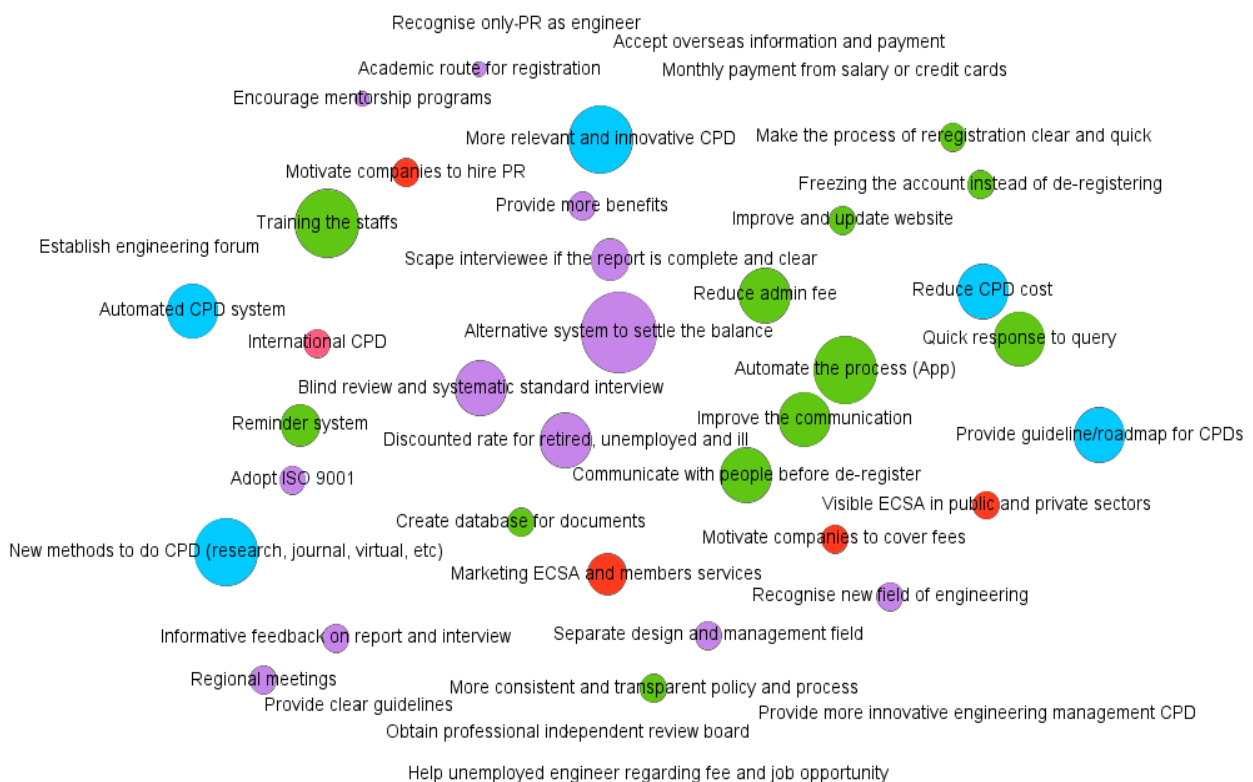 Recognise only-PR as engineer
Accept overseas information and payment
Academic route for registration
Monthly payment from salary or credit cards
Encourage mentorship programs
More relevant and innovative CPD
Make the process of reregistration clear and quick
Motivate companies to hire PR
Freezing the account instead of de-registering
Provide more benefits
Training the staffs
Improve and update website
Establish engineering forum
Scape interviewee if the report is complete and clear
Reduce admin fee
Reduce CPD cost
Automated CPD system
Alternative system to settle the balance
International CPD
Quick response to query
Automate the process (App)
Blind review and systematic standard interview
Improve the communication
Reminder system
Provide guideline/roadmap for CPDs
Discounted rate for retired, unemployed and ill
Communicate with people before de-register
Adopt ISO 9001
Visible ECSA in public and private sectors
Create database for documents
Motivate companies to cover fees
New methods to do CPD (research, journal, virtual, etc)
Marketing ECSA and members services
Recognise new field of engineering
Informative feedback on report and interview
Separate design and management field
Regional meetings
More consistent and transparent policy and process
Provide clear guidelines
Provide more innovative engineering management CPD
Obtain professional independent review board
Help unemployed engineer regarding fee and job opportunity